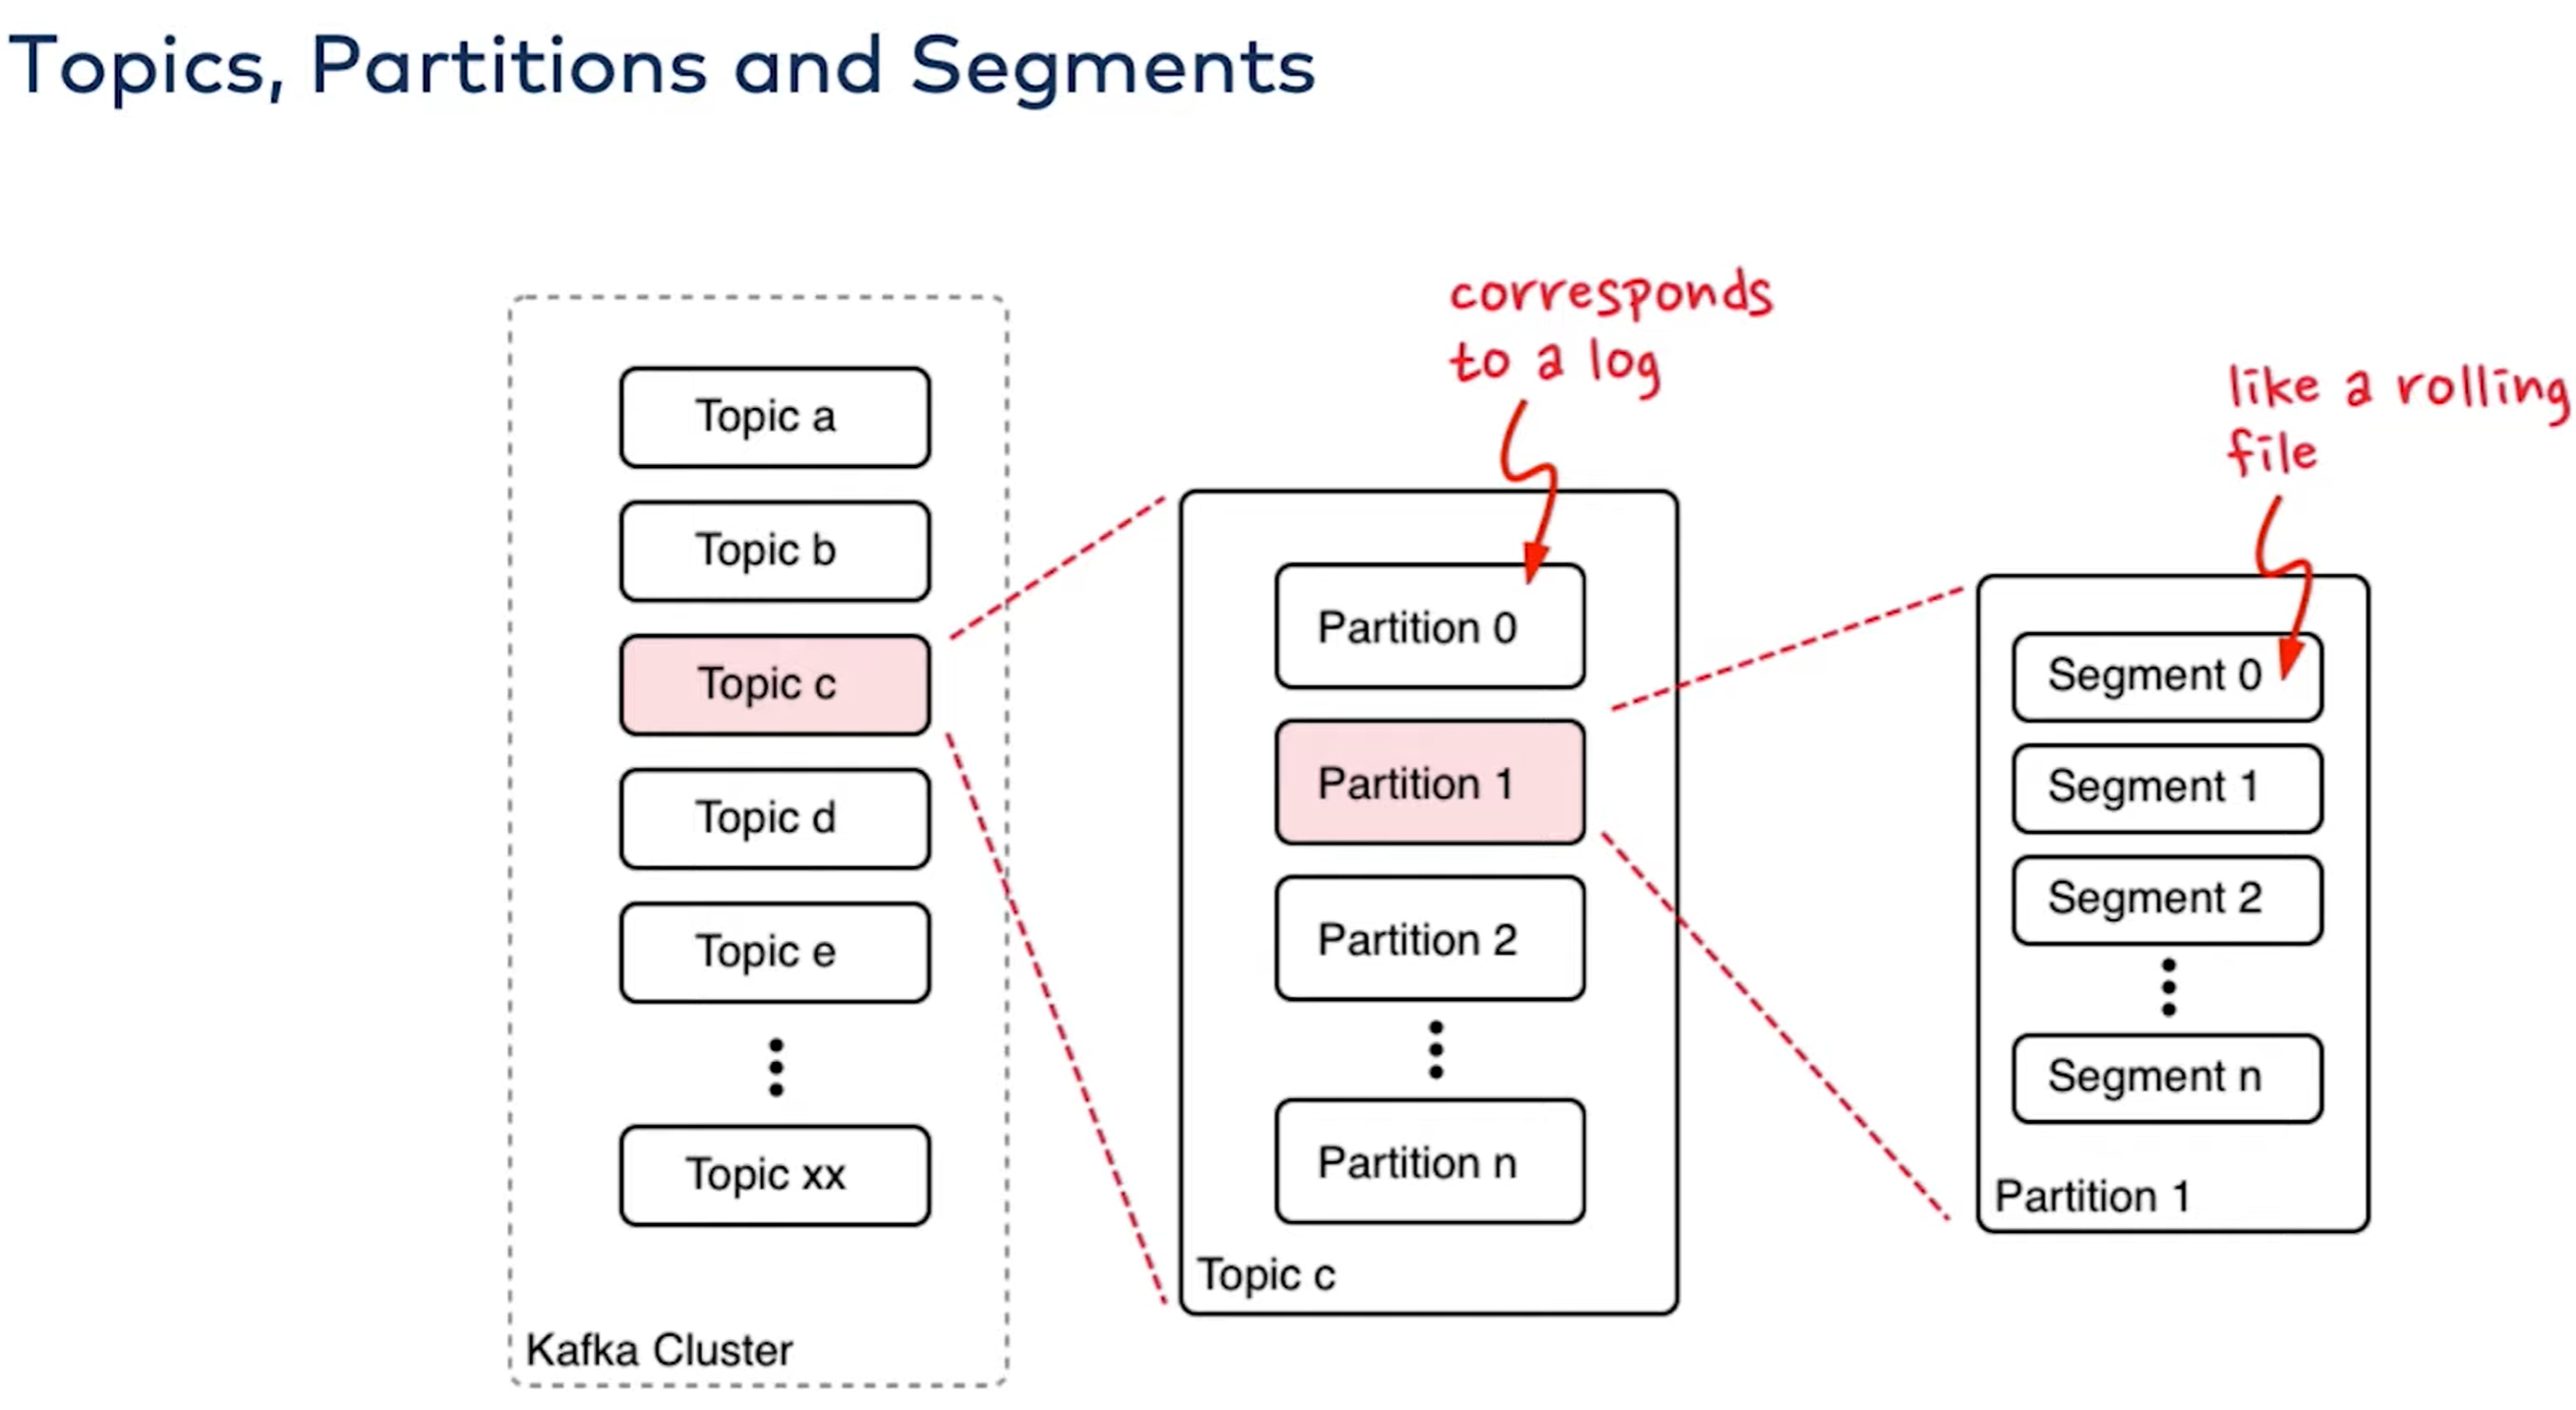 Topics, Partitions and Segments
Topic a
Topic b
Topic c
Topic d
Topic e
Topic xx
Kafka Cluster
corresponds
to a log
Partition 0
Partition 1
Partition 2
Partition n
Topic c
like a rolling
file
Segment 0
Segment 1
Segment 2
Segment n
Partition 1